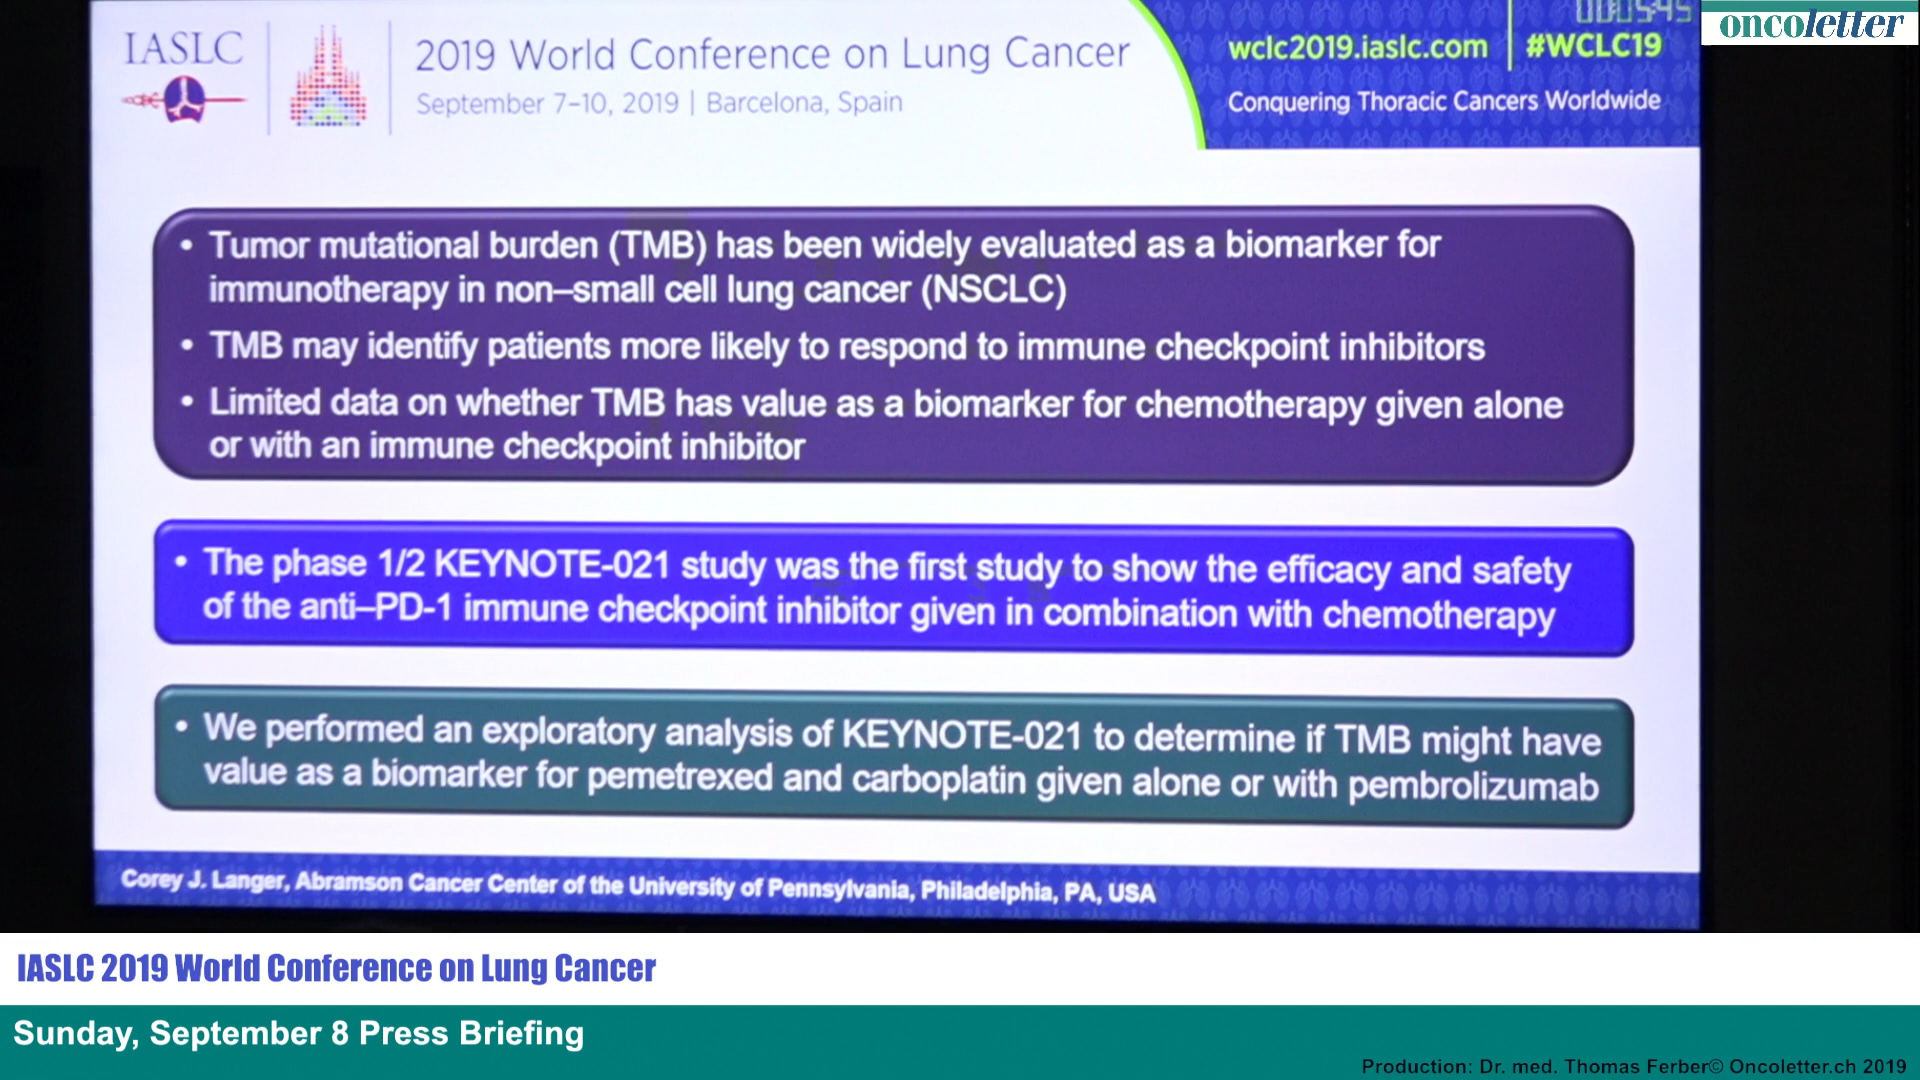 IASLC
2019 World Conference on Lung Cancer
September 7–10, 2019 | Barcelona, Spain
wclc2019.iaslc.com | #WCLC19
Conquering Thoracic Cancers Worldwide
oncoletter
• Tumor mutational burden (TMB) has been widely evaluated as a biomarker for
immunotherapy in non–small cell lung cancer (NSCLC)
• TMB may identify patients more likely to respond to immune checkpoint inhibitors
• Limited data on whether TMB has value as a biomarker for chemotherapy given alone
or with an immune checkpoint inhibitor
• The phase 1/2 KEYNOTE-021 study was the first study to show the efficacy and safety
of the anti–PD-1 immune checkpoint inhibitor given in combination with chemotherapy
• We performed an exploratory analysis of KEYNOTE-021 to determine if TMB might have
value as a biomarker for pemetrexed and carboplatin given alone or with pembrolizumab
Corey J. Langer, Abramson Cancer Center of the University of Pennsylvania, Philadelphia, PA, USA
IASLC 2019 World Conference on Lung Cancer
Sunday, September 8 Press Briefing
Production: Dr. med. Thomas Ferber© Oncoletter.ch 2019